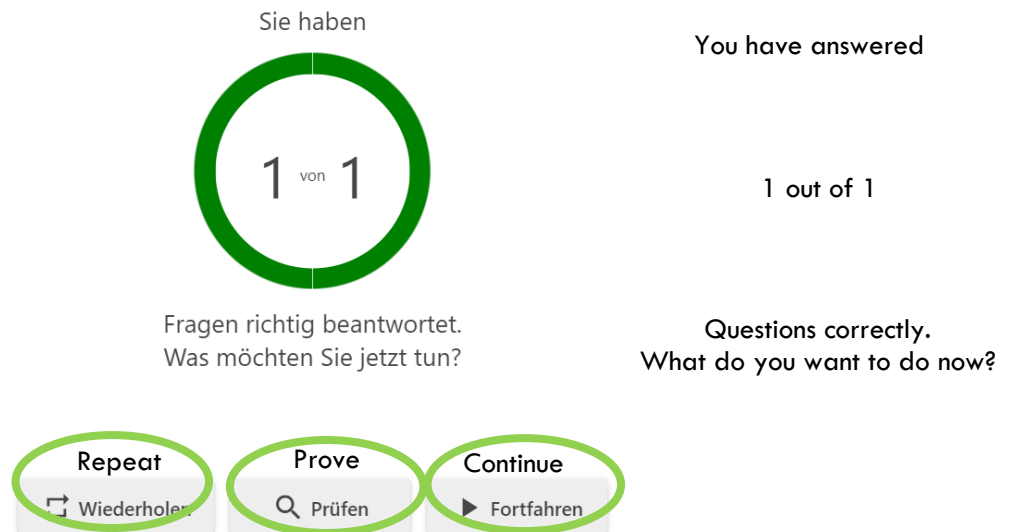 Sie haben
You have answered
1 von 1
1 out of 1
Fragen richtig beantwortet.
Was möchten Sie jetzt tun?
Questions correctly.
What do you want to do now?
Repeat
Prove
Continue
Wiederholen
Prüfen
Fortfahren